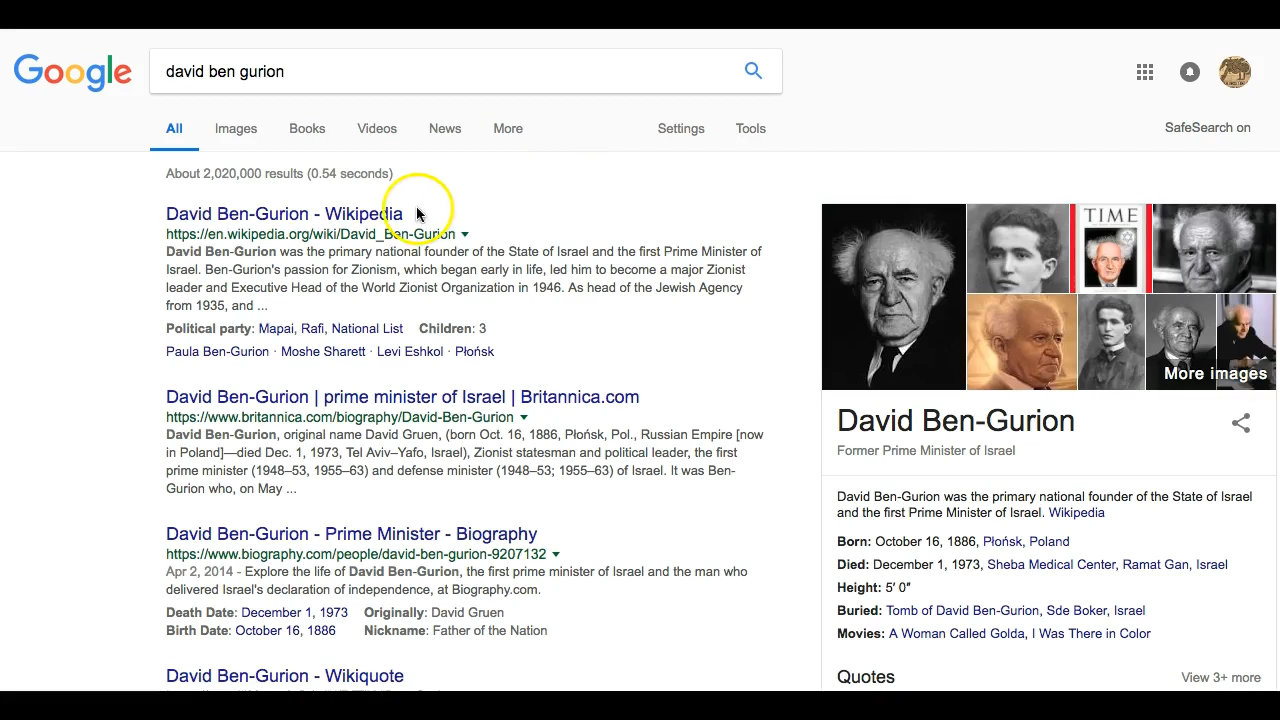 Google
david ben gurion
All
Images
Books
Videos
News
More
Settings
Tools
SafeSearch on
About 2,020,000 results (0.54 seconds)
David Ben-Gurion - Wikipedia
https://en.wikipedia.org/wiki/David_Ben-Gurion
David Ben-Gurion was the primary national founder of the State of Israel and the first Prime Minister of
Israel. Ben-Gurion's passion for Zionism, which began early in life, led him to become a major Zionist
leader and Executive Head of the World Zionist Organization in 1946. As head of the Jewish Agency
from 1935, and ...
Political party: Mapai, Rafi, National List Children: 3
Paula Ben-Gurion · Moshe Sharett · Levi Eshkol · Płońsk
David Ben-Gurion | prime minister of Israel | Britannica.com
https://www.britannica.com/biography/David-Ben-Gurion
David Ben-Gurion, original name David Gruen, (born Oct. 16, 1886, Płońsk, Pol., Russian Empire [now
in Poland]—died Dec. 1, 1973, Tel Aviv–Yafo, Israel), Zionist statesman and political leader, the first
prime minister (1948–53, 1955–63) and defense minister (1948–53; 1955–63) of Israel. It was Ben-
Gurion who, on May ...
David Ben-Gurion - Prime Minister - Biography
https://www.biography.com/people/david-ben-gurion-9207132
Apr 2, 2014 - Explore the life of David Ben-Gurion, the first prime minister of Israel and the man who
delivered Israel's declaration of independence, at Biography.com.
Death Date: December 1, 1973 Originally: David Gruen
Birth Date: October 16, 1886 Nickname: Father of the Nation
David Ben-Gurion - Wikiquote
TIME
More images
David Ben-Gurion
Former Prime Minister of Israel
David Ben-Gurion was the primary national founder of the State of Israel
and the first Prime Minister of Israel. Wikipedia
Born: October 16, 1886, Płońsk, Poland
Died: December 1, 1973, Sheba Medical Center, Ramat Gan, Israel
Height: 5′ 0″
Buried: Tomb of David Ben-Gurion, Sde Boker, Israel
Movies: A Woman Called Golda, I Was There in Color
Quotes
View 3+ more